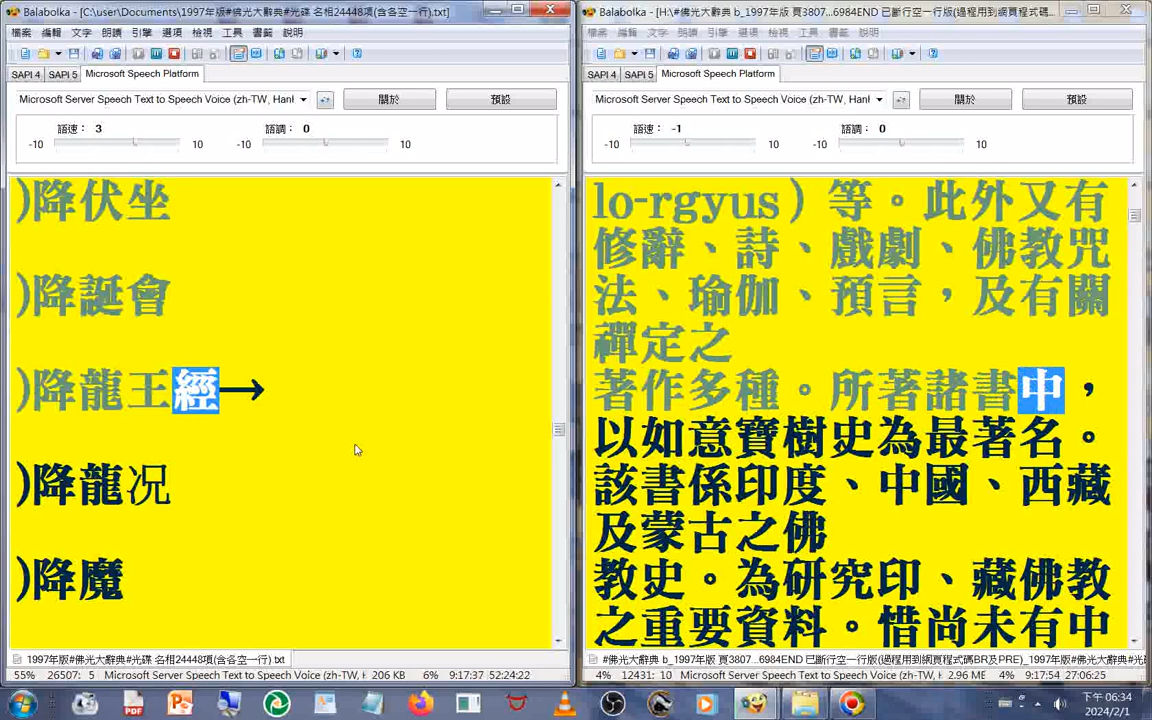 Balabolka - [C:\user\Documents\1997年版#佛光大辭典#光碟 名相24448項(含各空一行).txt]
檔案 編輯 文字 朗讀 引擎 選項 檢視 工具 書籤 說明
SAPI 4 SAPI 5 Microsoft Speech Platform
Microsoft Server Speech Text to Speech Voice (zh-TW, Hanl
關於 預設
語速： 3 語調： 0
-10 10 -10 10
)降伏坐
)降誕會
)降龍王經→
)降龍況
)降魔
1997年版#佛光大辭典#光碟 名相24448項(含各空一行).txt
55% 26107: 5 Microsoft Server Speech Text to Speech Voice (zh-TW, H 206 KB 6% 9:17:37 52:24:22
Balabolka - [H:\#佛光大辭典 b_1997年版 頁3807...6984END 已斷行空一行版(過程用到網頁程式碼
檔案 編輯 文字 朗讀 引擎 選項 檢視 工具 書籤 說明
SAPI 4 SAPI 5 Microsoft Speech Platform
Microsoft Server Speech Text to Speech Voice (zh-TW, Hanl
關於 預設
語速： -1 語調： 0
-10 10 -10 10
lo-rgyus）等。此外又有
修辭、詩、戲劇、佛教咒
法、瑜伽、預言，及有關
禪定之
著作多種。所著諸書中，
以如意寶樹史為最著名。
該書係印度、中國、西藏
及蒙古之佛
教史。為研究印、藏佛教
之重要資料。惜尚未有中
#佛光大辭典 b_1997年版 頁3807...6984END 已斷行空一行版(過程用到網頁程式碼BR及PRE)_1997年版#光
4% 12431: 10 Microsoft Server Speech Text to Speech Voice (zh-TW, H 2.96 ME 4% 9:17:54 27:06:25
下午 06:34
2024/2/1